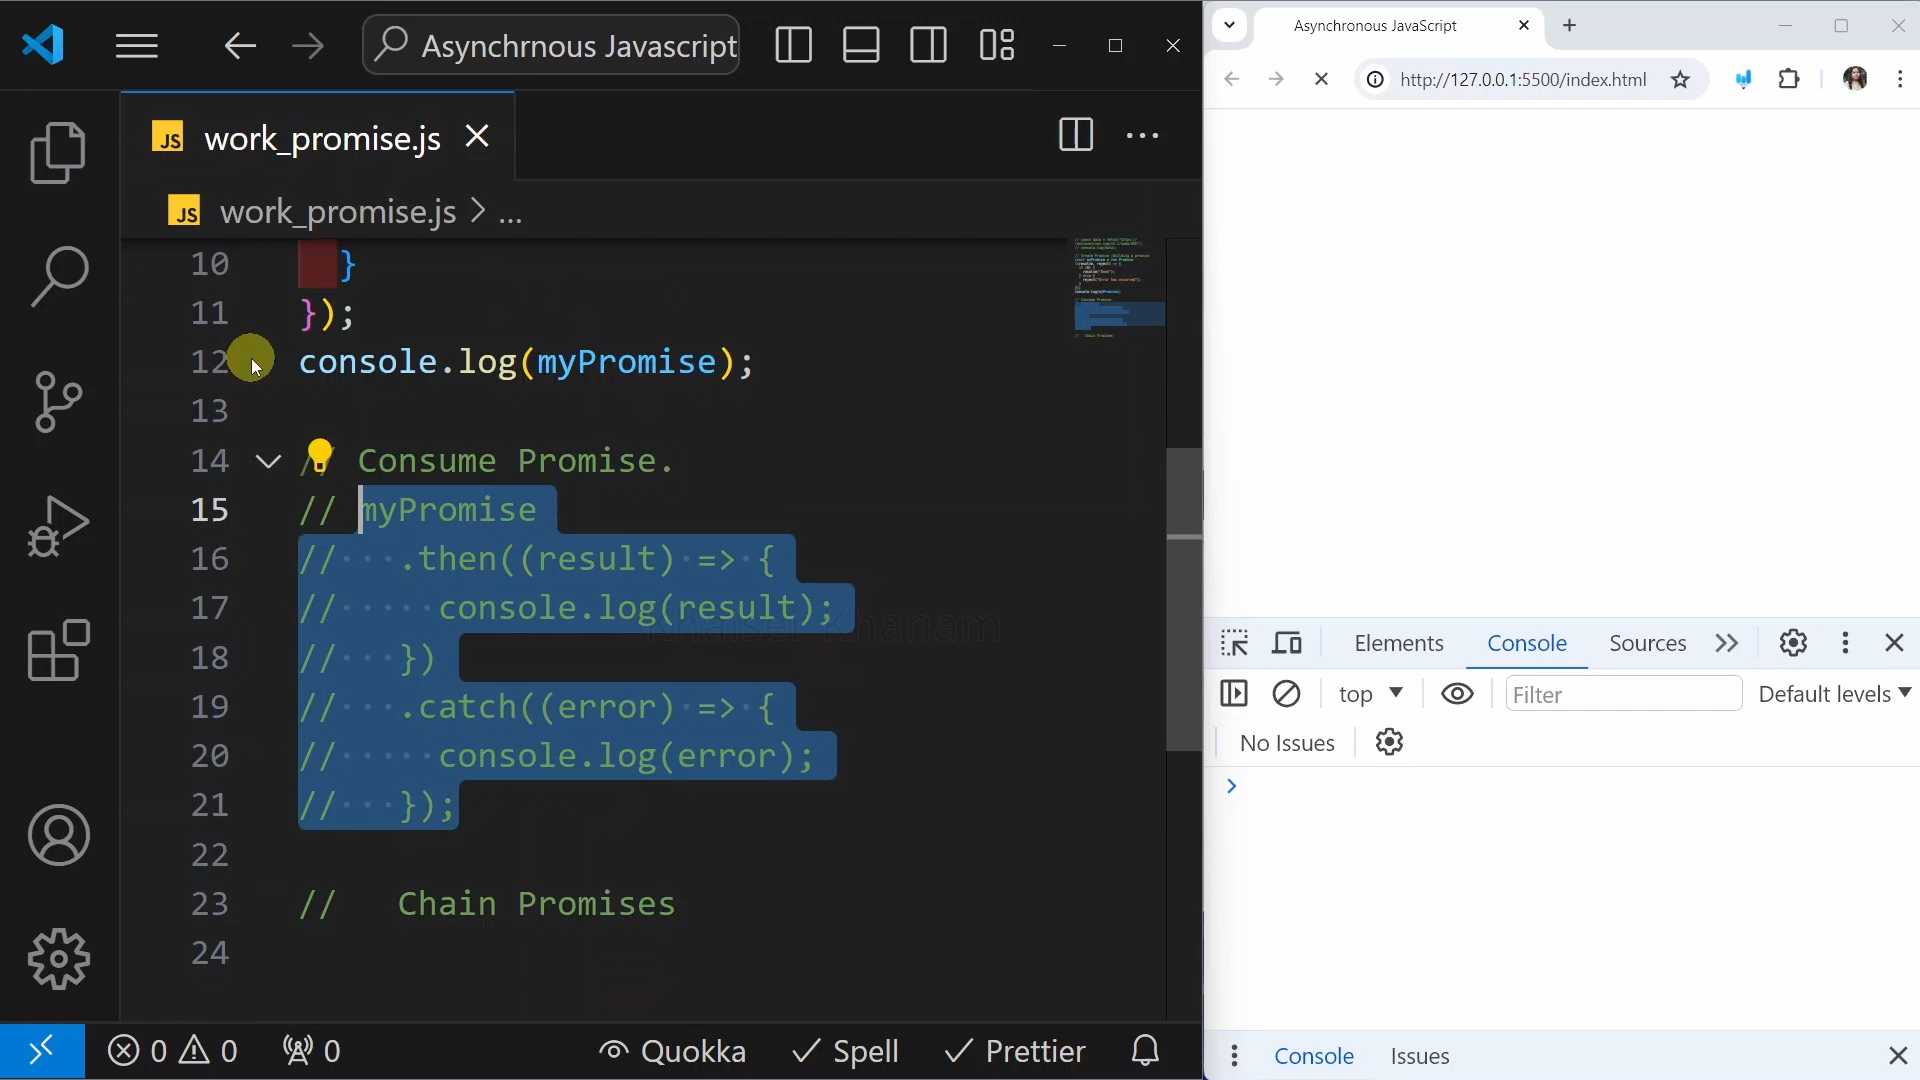 Asynchrnous Javascript
work_promise.js
work_promise.js > ...
10 }
11 });
12 console.log(myPromise);
13
14 // Consume Promise.
15 // myPromise
16 //    .then((result) => {
17 //      console.log(result);
18 //    })
19 //    .catch((error) => {
20 //      console.log(error);
21 //    });
22
23 //   Chain Promises
24
Khaiser Khanam
0 0 0 Quokka Spell Prettier
Asynchronous JavaScript
http://127.0.0.1:5500/index.html
Elements Console Sources
top Filter Default levels
No Issues
Console Issues